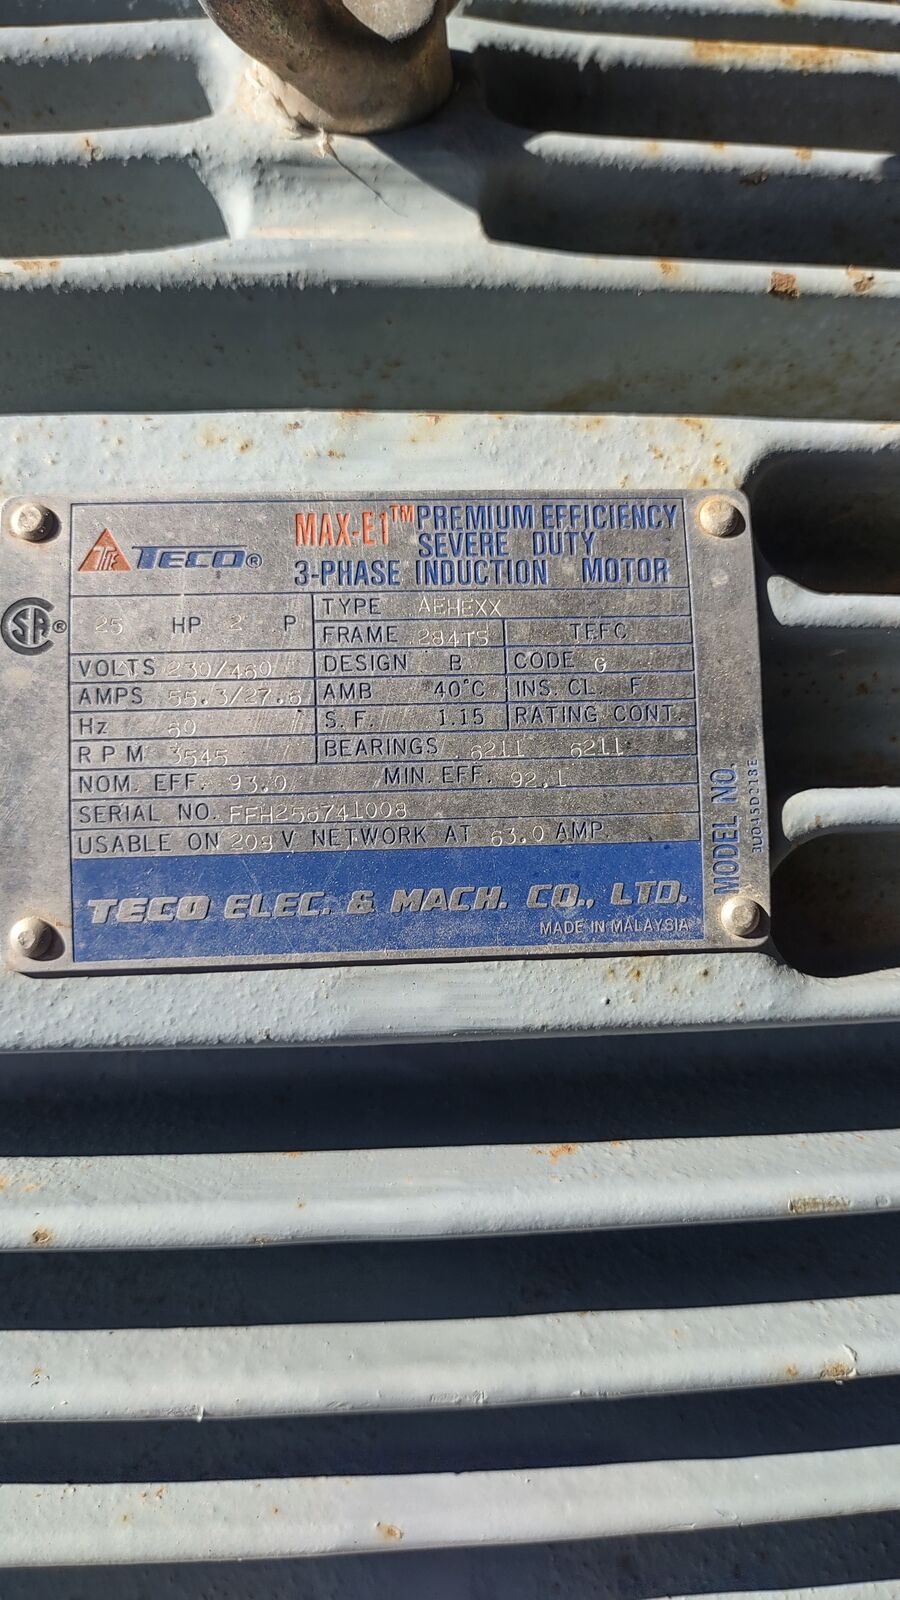 TECO®
MAX-E1™ PREMIUM EFFICIENCY
SEVERE DUTY
3-PHASE INDUCTION MOTOR
25 HP 2 P
TYPE AEHEXX
FRAME 284TS TEFC
VOLTS 230/460
DESIGN B CODE G
AMPS 55.3/27.6
AMB 40°C INS. CL. F
Hz 60
S.F. 1.15 RATING CONT.
RPM 3545
BEARINGS 6211 6211
NOM. EFF. 93.0 MIN. EFF. 92.1
SERIAL NO. FFH256741008
USABLE ON 208 V NETWORK AT 63.0 AMP
TECO ELEC. & MACH. CO., LTD.
MADE IN MALAYSIA
MODEL NO.
SA®